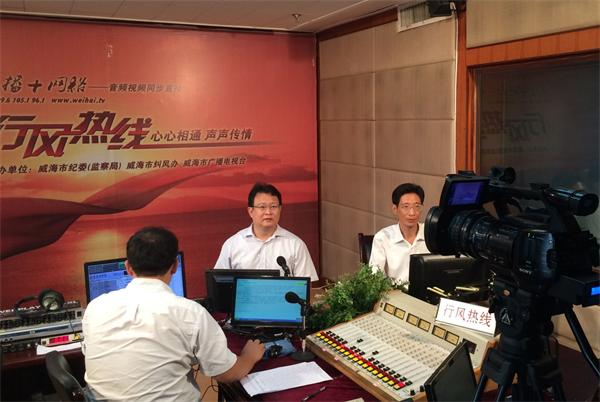 播+网络——音频视频同步直
9.6 105.1 96.1 www.weihai.tv
行风热线 心心相通 声声传情
办单位：威海市纪委(监察局) 威海市纠风办 威海市广播电视台
SONY
行风热线